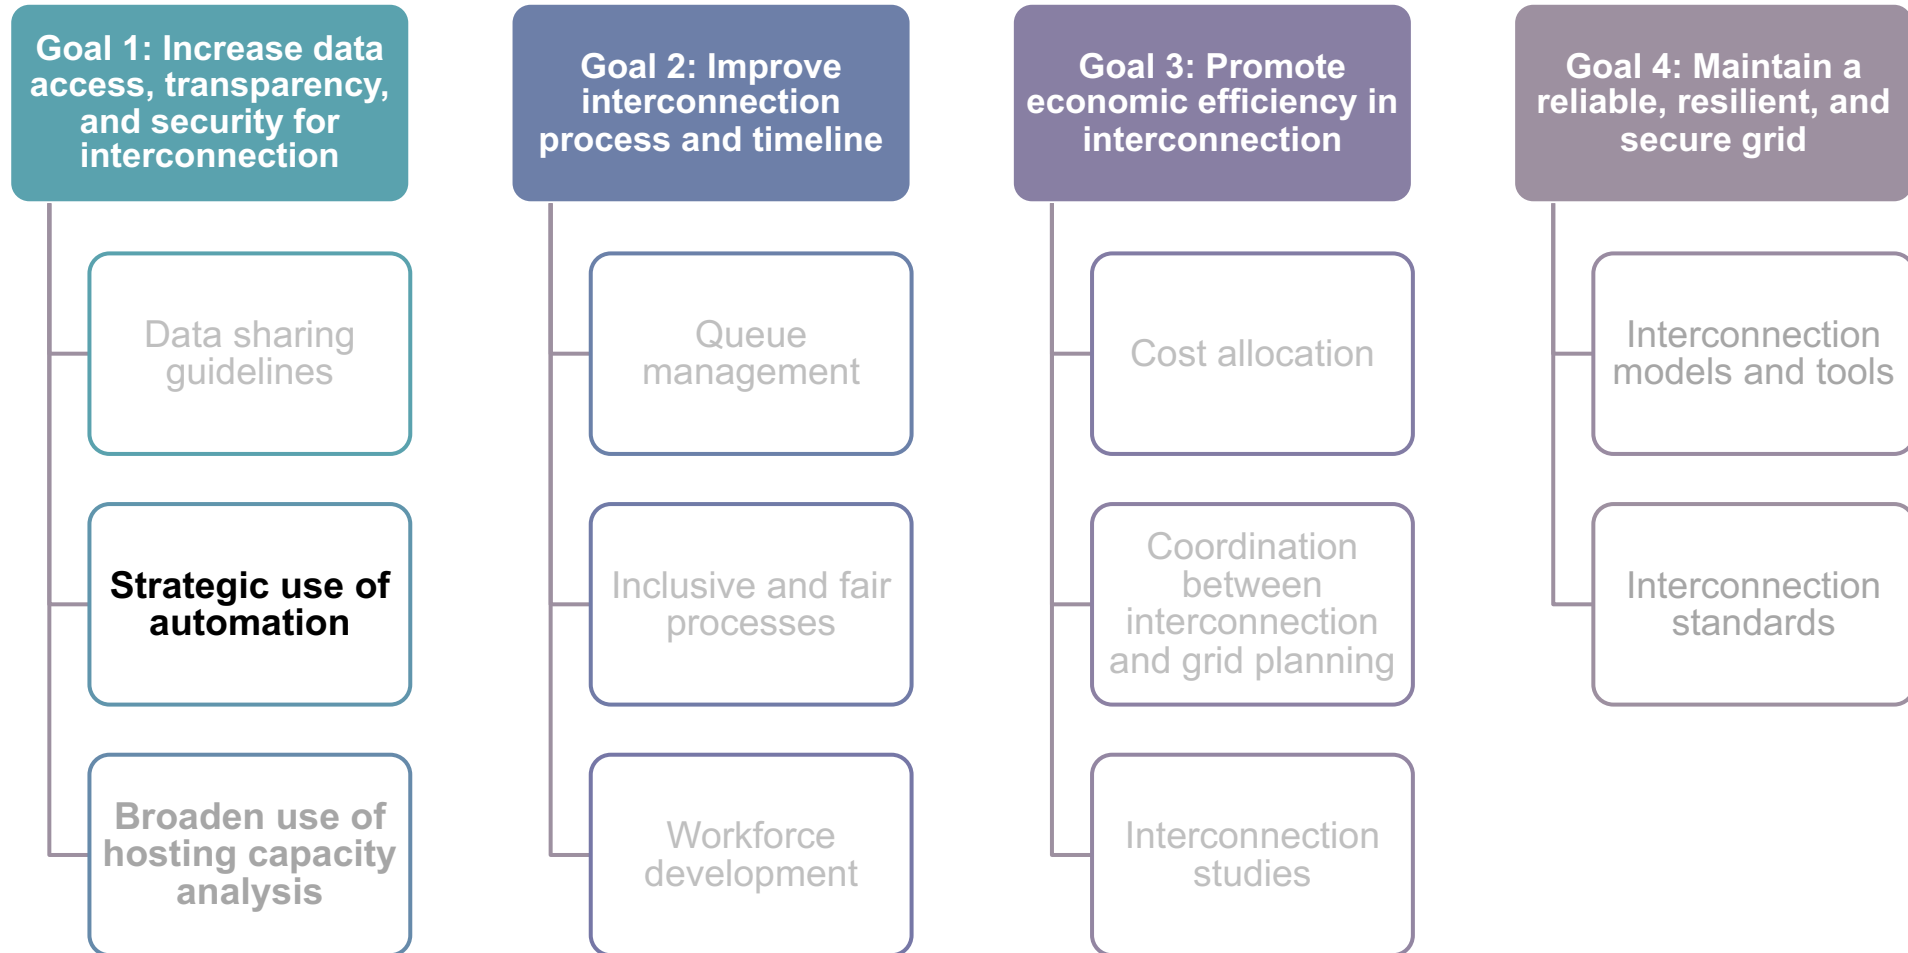 Goal 1: Increase data
access, transparency,
and security for
interconnection
Data sharing
guidelines
Strategic use of
automation
Broaden use of
hosting capacity
analysis
Goal 2: Improve
interconnection
process and timeline
Queue
management
Inclusive and fair
processes
Workforce
development
Goal 3: Promote
economic efficiency in
interconnection
Cost allocation
Coordination
between
interconnection
and grid planning
Interconnection
studies
Goal 4: Maintain a
reliable, resilient, and
secure grid
Interconnection
models and tools
Interconnection
standards